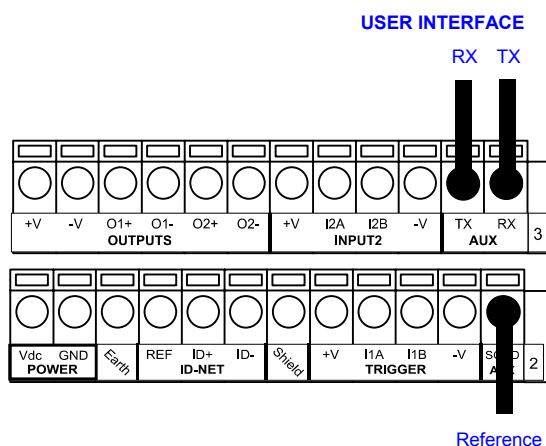 USER INTERFACE
RX TX
+V -V O1+ O1- O2+ O2- +V I2A I2B -V TX RX
OUTPUTS INPUT2 AUX
3
Vdc GND Earth REF ID+ ID- Shield +V I1A I1B -V
POWER ID-NET TRIGGER
2
Reference